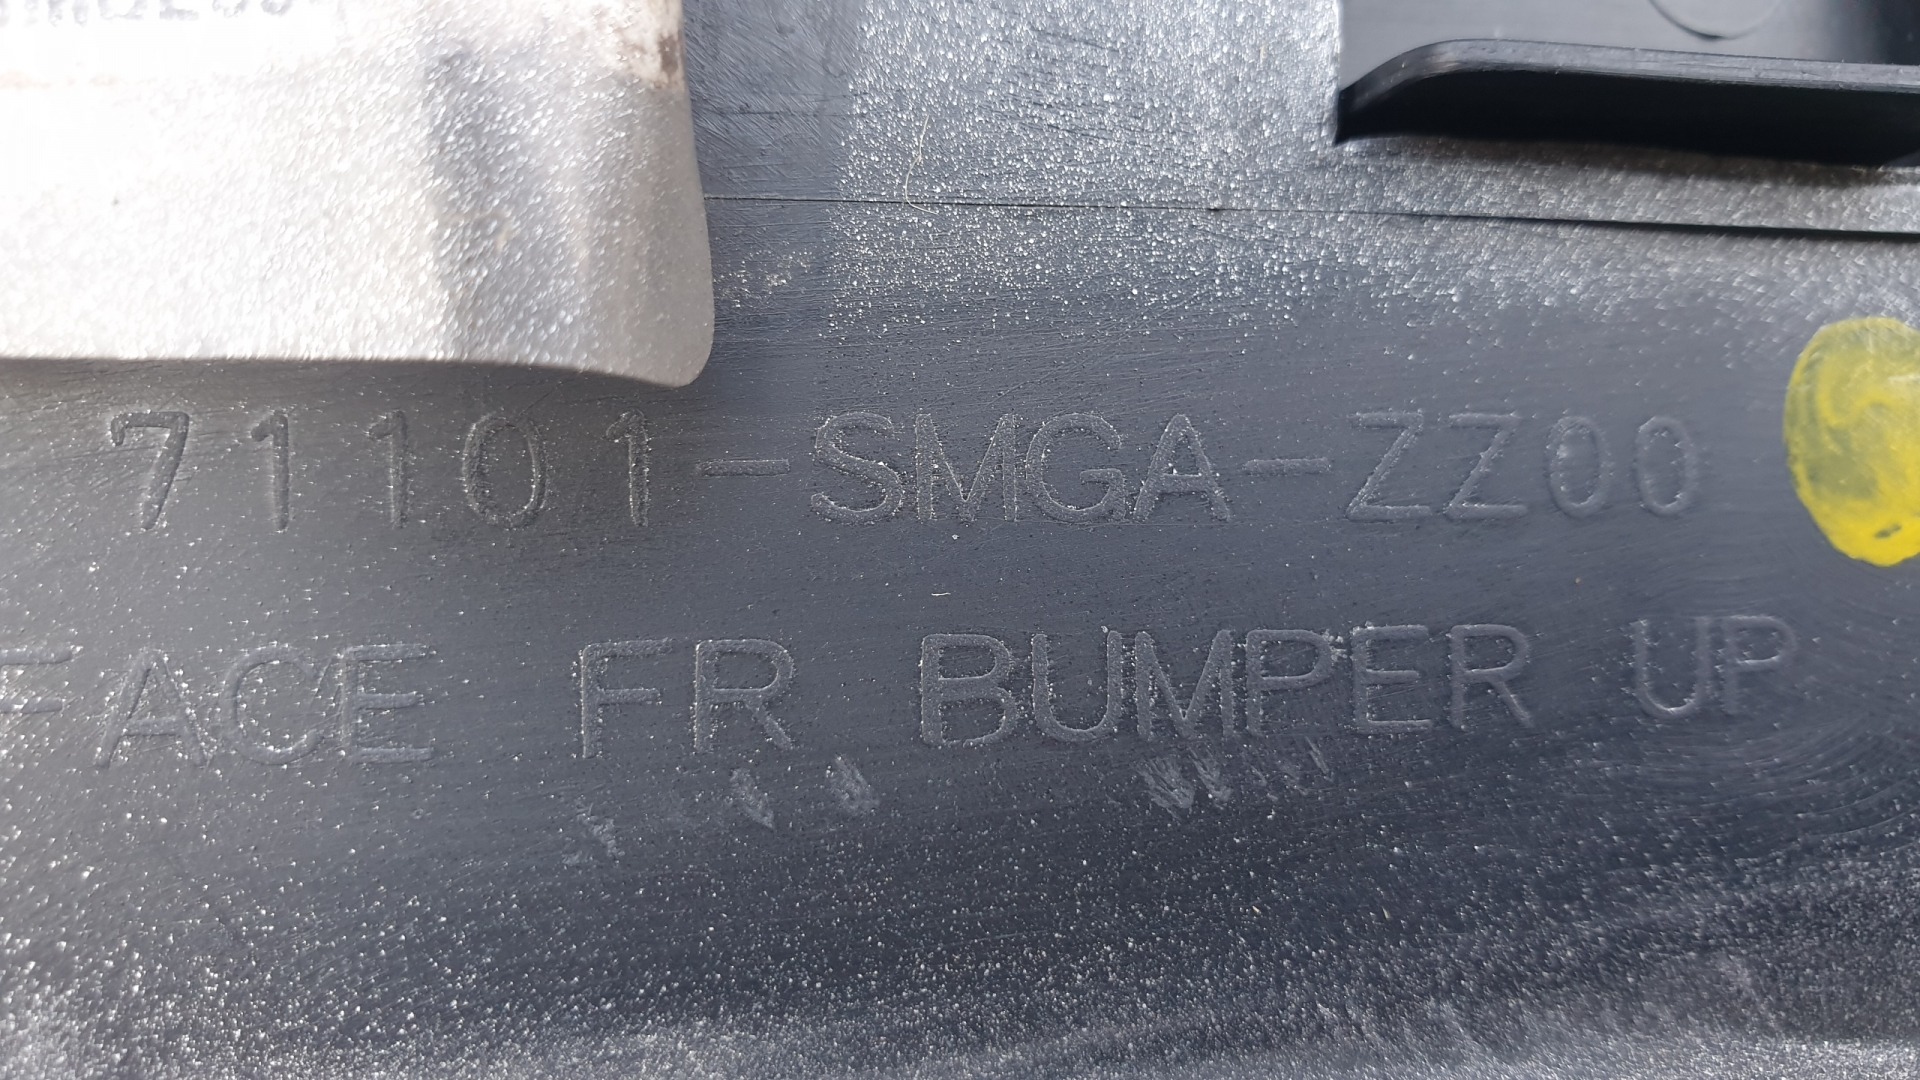 71101-SMGA-ZZ00
FACE FR BUMPER UP